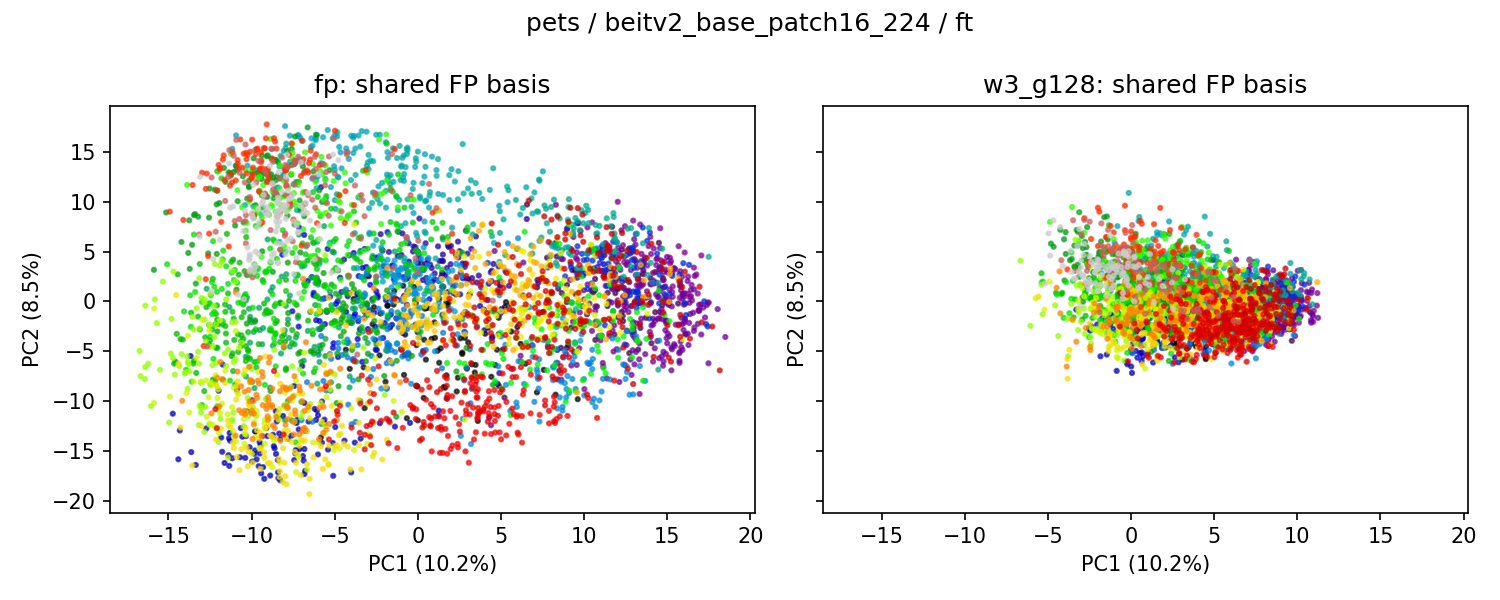 pets / beitv2_base_patch16_224 / ft
fp: shared FP basis
w3_g128: shared FP basis
15
10
5
0
−5
−10
−15
−20
PC2 (8.5%)
PC2 (8.5%)
−15 −10 −5 0 5 10 15 20
−15 −10 −5 0 5 10 15 20
PC1 (10.2%)
PC1 (10.2%)